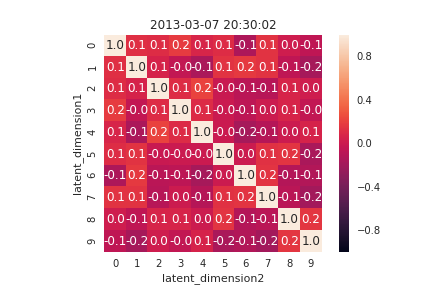 2013-03-07 20:30:02
0 1.0 0.1 0.1 0.2 0.1 0.1 -0.1 0.1 0.0 -0.1
1 0.1 1.0 0.1 -0.0 -0.1 0.1 0.2 0.1 -0.1 -0.2
2 0.1 0.1 1.0 0.1 0.2 -0.0 -0.1 -0.1 0.1 0.0
3 0.2 -0.0 0.1 1.0 -0.0 -0.0 -0.1 0.0 0.1 -0.0
4 0.1 -0.1 0.2 0.1 1.0 -0.0 -0.2 -0.1 0.0 0.1
5 0.1 0.1 -0.0 -0.0 -0.0 1.0 0.0 0.1 0.2 -0.2
6 -0.1 0.2 -0.1 -0.1 -0.2 0.0 1.0 0.2 -0.1 -0.1
7 0.1 0.1 -0.1 0.0 -0.1 0.1 0.2 1.0 -0.1 -0.2
8 0.0 -0.1 0.1 0.1 0.0 0.2 -0.1 -0.1 1.0 0.2
9 -0.1 -0.2 0.0 -0.0 0.1 -0.2 -0.1 -0.2 0.2 1.0
0 1 2 3 4 5 6 7 8 9
latent_dimension2
latent_dimension1
0.8
0.4
0.0
-0.4
-0.8